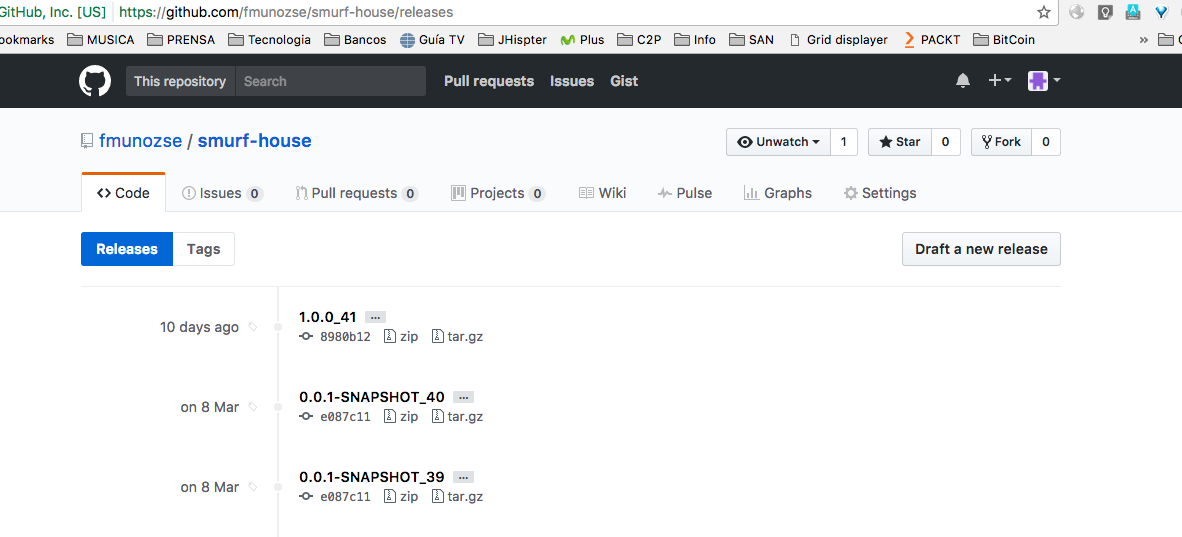 GitHub, Inc. [US] https://github.com/fmunozse/smurf-house/releases
ookmarks MUSICA PRENSA Tecnologia Bancos Guía TV JHispter Plus C2P Info SAN Grid displayer PACKT BitCoin »
This repository Search Pull requests Issues Gist
fmunozse / smurf-house Unwatch 1 Star 0 Fork 0
Code Issues 0 Pull requests 0 Projects 0 Wiki Pulse Graphs Settings
Releases Tags Draft a new release
1.0.0_41 …
10 days ago
8980b12 zip tar.gz
0.0.1-SNAPSHOT_40 …
on 8 Mar
e087c11 zip tar.gz
0.0.1-SNAPSHOT_39 …
on 8 Mar
e087c11 zip tar.gz